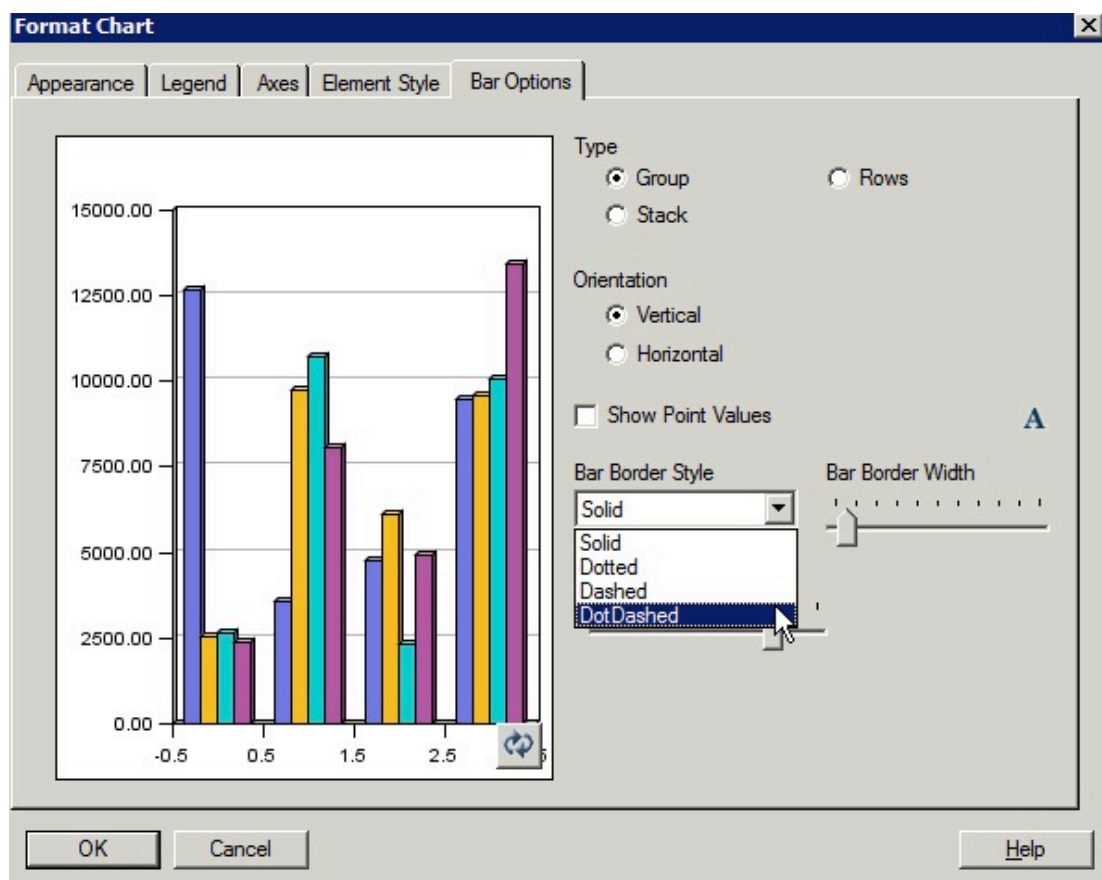 Format Chart
Appearance Legend Axes Element Style Bar Options
Type
Group Rows
Stack
Orientation
Vertical
Horizontal
Show Point Values A
Bar Border Style Bar Border Width
Solid
Solid
Dotted
Dashed
DotDashed
15000.00
12500.00
10000.00
7500.00
5000.00
2500.00
0.00
-0.5 0.5 1.5 2.5
OK Cancel Help